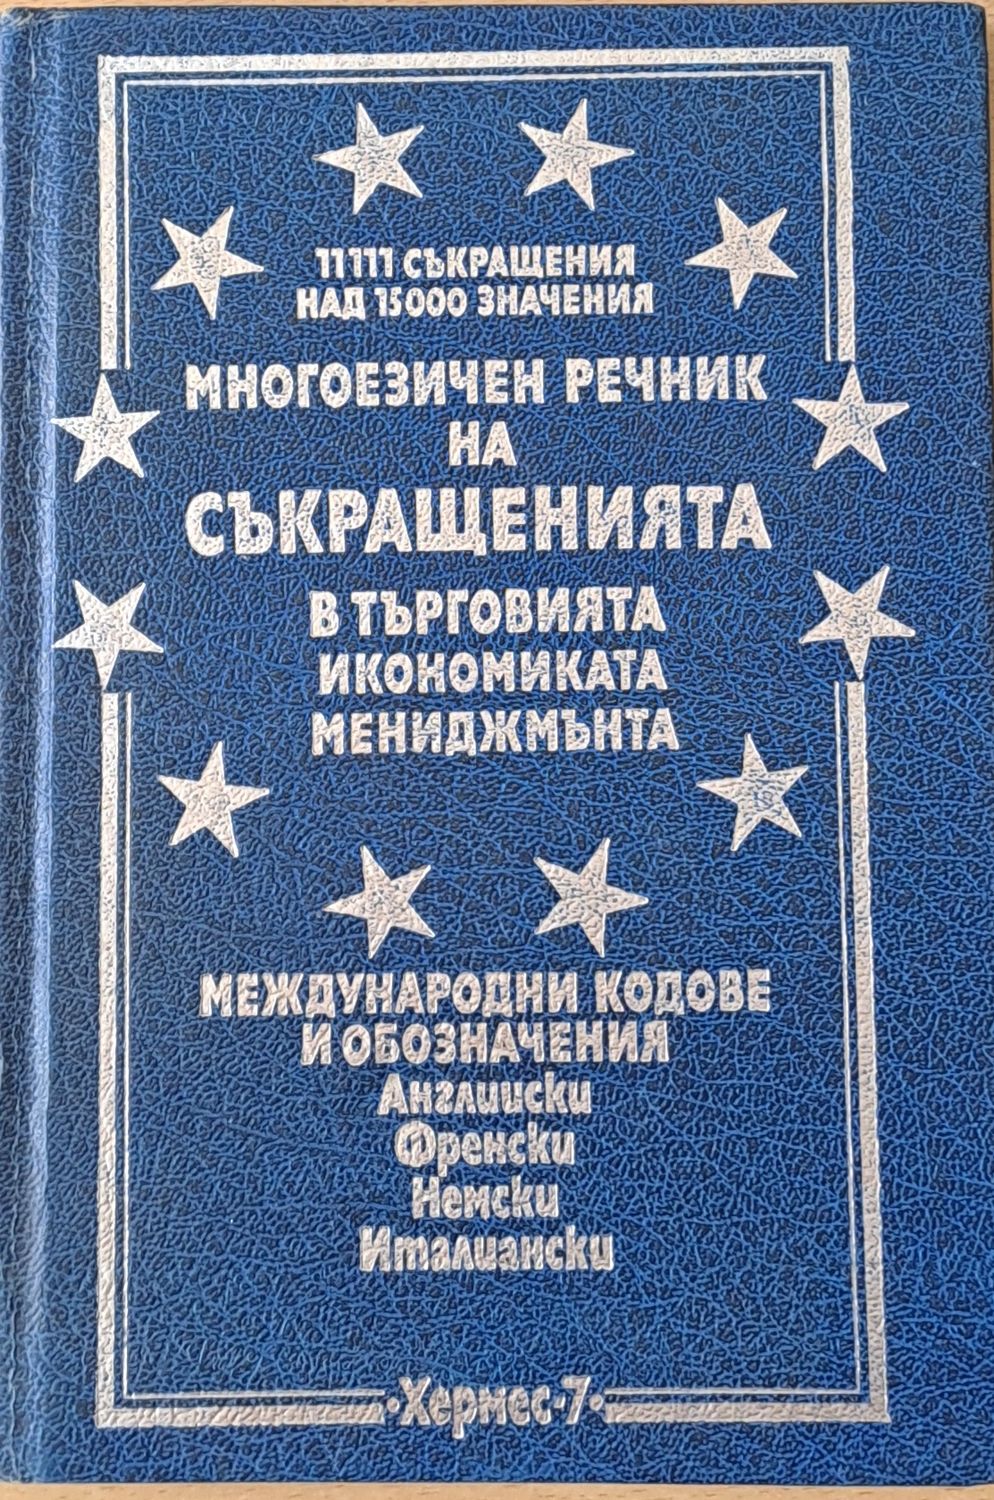 11111 СЪКРАЩЕНИЯ
НАД 15000 ЗНАЧЕНИЯ
МНОГОЕЗИЧЕН РЕЧНИК
НА
СЪКРАЩЕНИЯТА
В ТЪРГОВИЯТА
ИКОНОМИКАТА
МЕНИДЖМЪНТА
МЕЖДУНАРОДНИ КОДОВЕ
И ОБОЗНАЧЕНИЯ
Английски
Френски
Немски
Италиански
·Хермес-7·